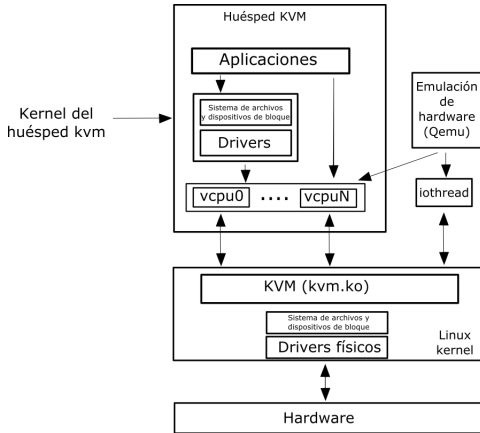 Huésped KVM
Aplicaciones
Sistema de archivos
y dispositivos de bloque
Drivers
vcpu0 .... vcpuN
Kernel del
huésped kvm
Emulación
de
hardware
(Qemu)
iothread
KVM (kvm.ko)
Sistema de archivos y
dispositivos de bloque
Drivers físicos
Linux
kernel
Hardware